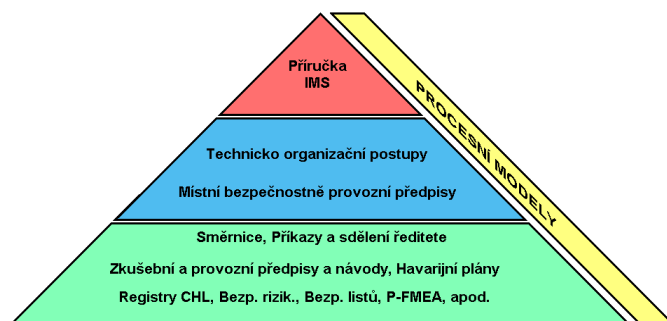 Příručka
IMS
PROCESNÍ MODELY
Technicko organizační postupy
Místní bezpečnostně provozní předpisy
Směrnice, Příkazy a sdělení ředitete
Zkušební a provozní předpisy a návody, Havarijní plány
Registry CHL, Bezp. rizik., Bezp. listů, P-FMEA, apod.